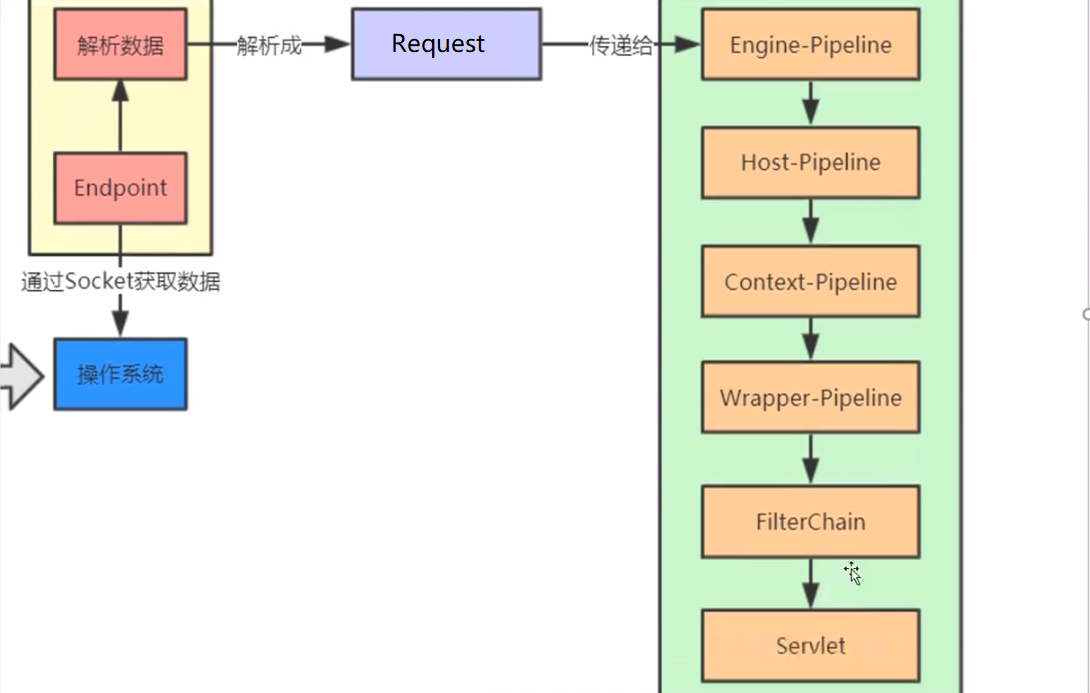 解析数据
解析成
Request
传递给
Engine-Pipeline
Endpoint
Host-Pipeline
通过Socket获取数据
Context-Pipeline
操作系统
Wrapper-Pipeline
FilterChain
Servlet